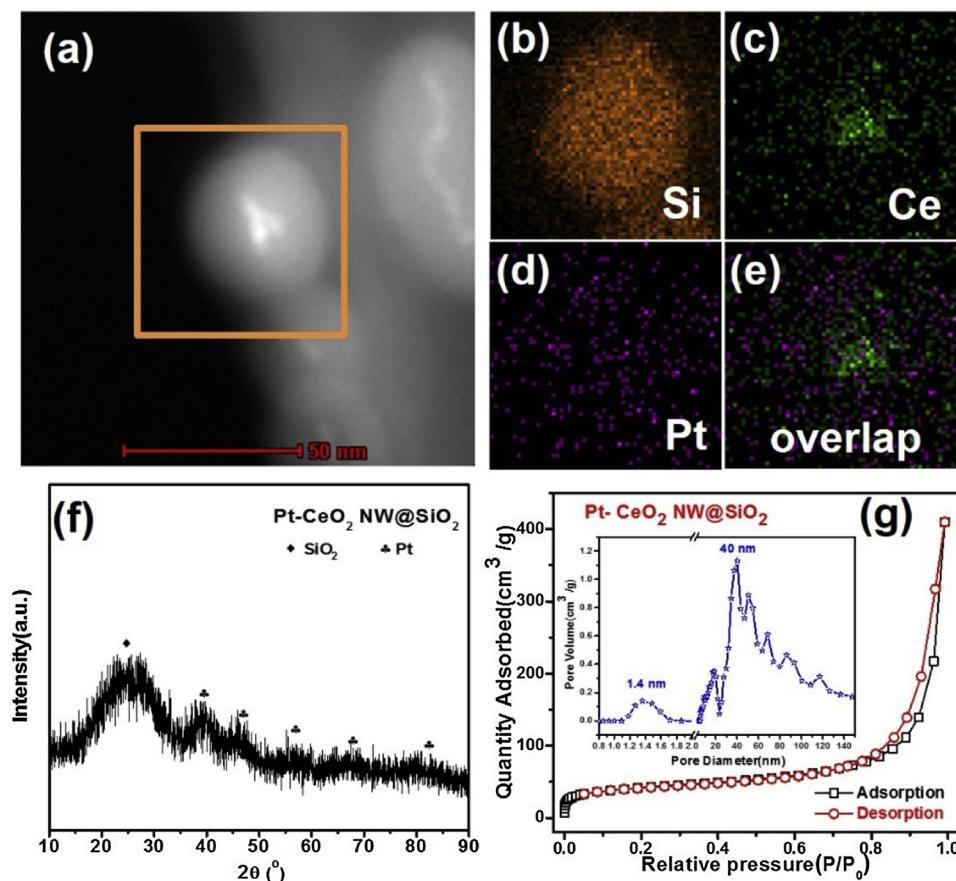 (a)
50 nm
(b)
Si
(c)
Ce
(d)
Pt
(e)
overlap
(f)
Pt-CeO₂ NW@SiO₂
♦ SiO₂ ♣ Pt
Intensity(a.u.)
10 20 30 40 50 60 70 80 90
2θ (°)
(g)
Pt- CeO₂ NW@SiO₂
Quantity Adsorbed(cm³ /g)
400
300
200
100
0
0.0 0.2 0.4 0.6 0.8 1.0
Relative pressure(P/P₀)
Adsorption
Desorption
40 nm
1.4 nm
Pore Volume(cm³ /g)
1.2
1.0
0.8
0.6
0.4
0.2
0.0
0.8 1.0 1.2 1.4 1.6 1.8 2.0 20 40 60 80 100 120 140
Pore Diameter(nm)